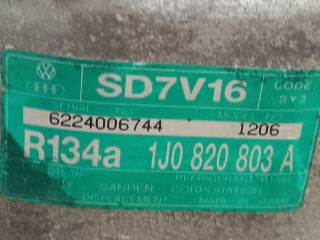 SD7V16
CODE
SY3
SERIAL NO. MODEL NO.
6224006744 1206
R134a 1J0 820 803 A
REFRIGERANT
SANDEN CORPORATION
DISPLACEMENT MADE IN JAPAN